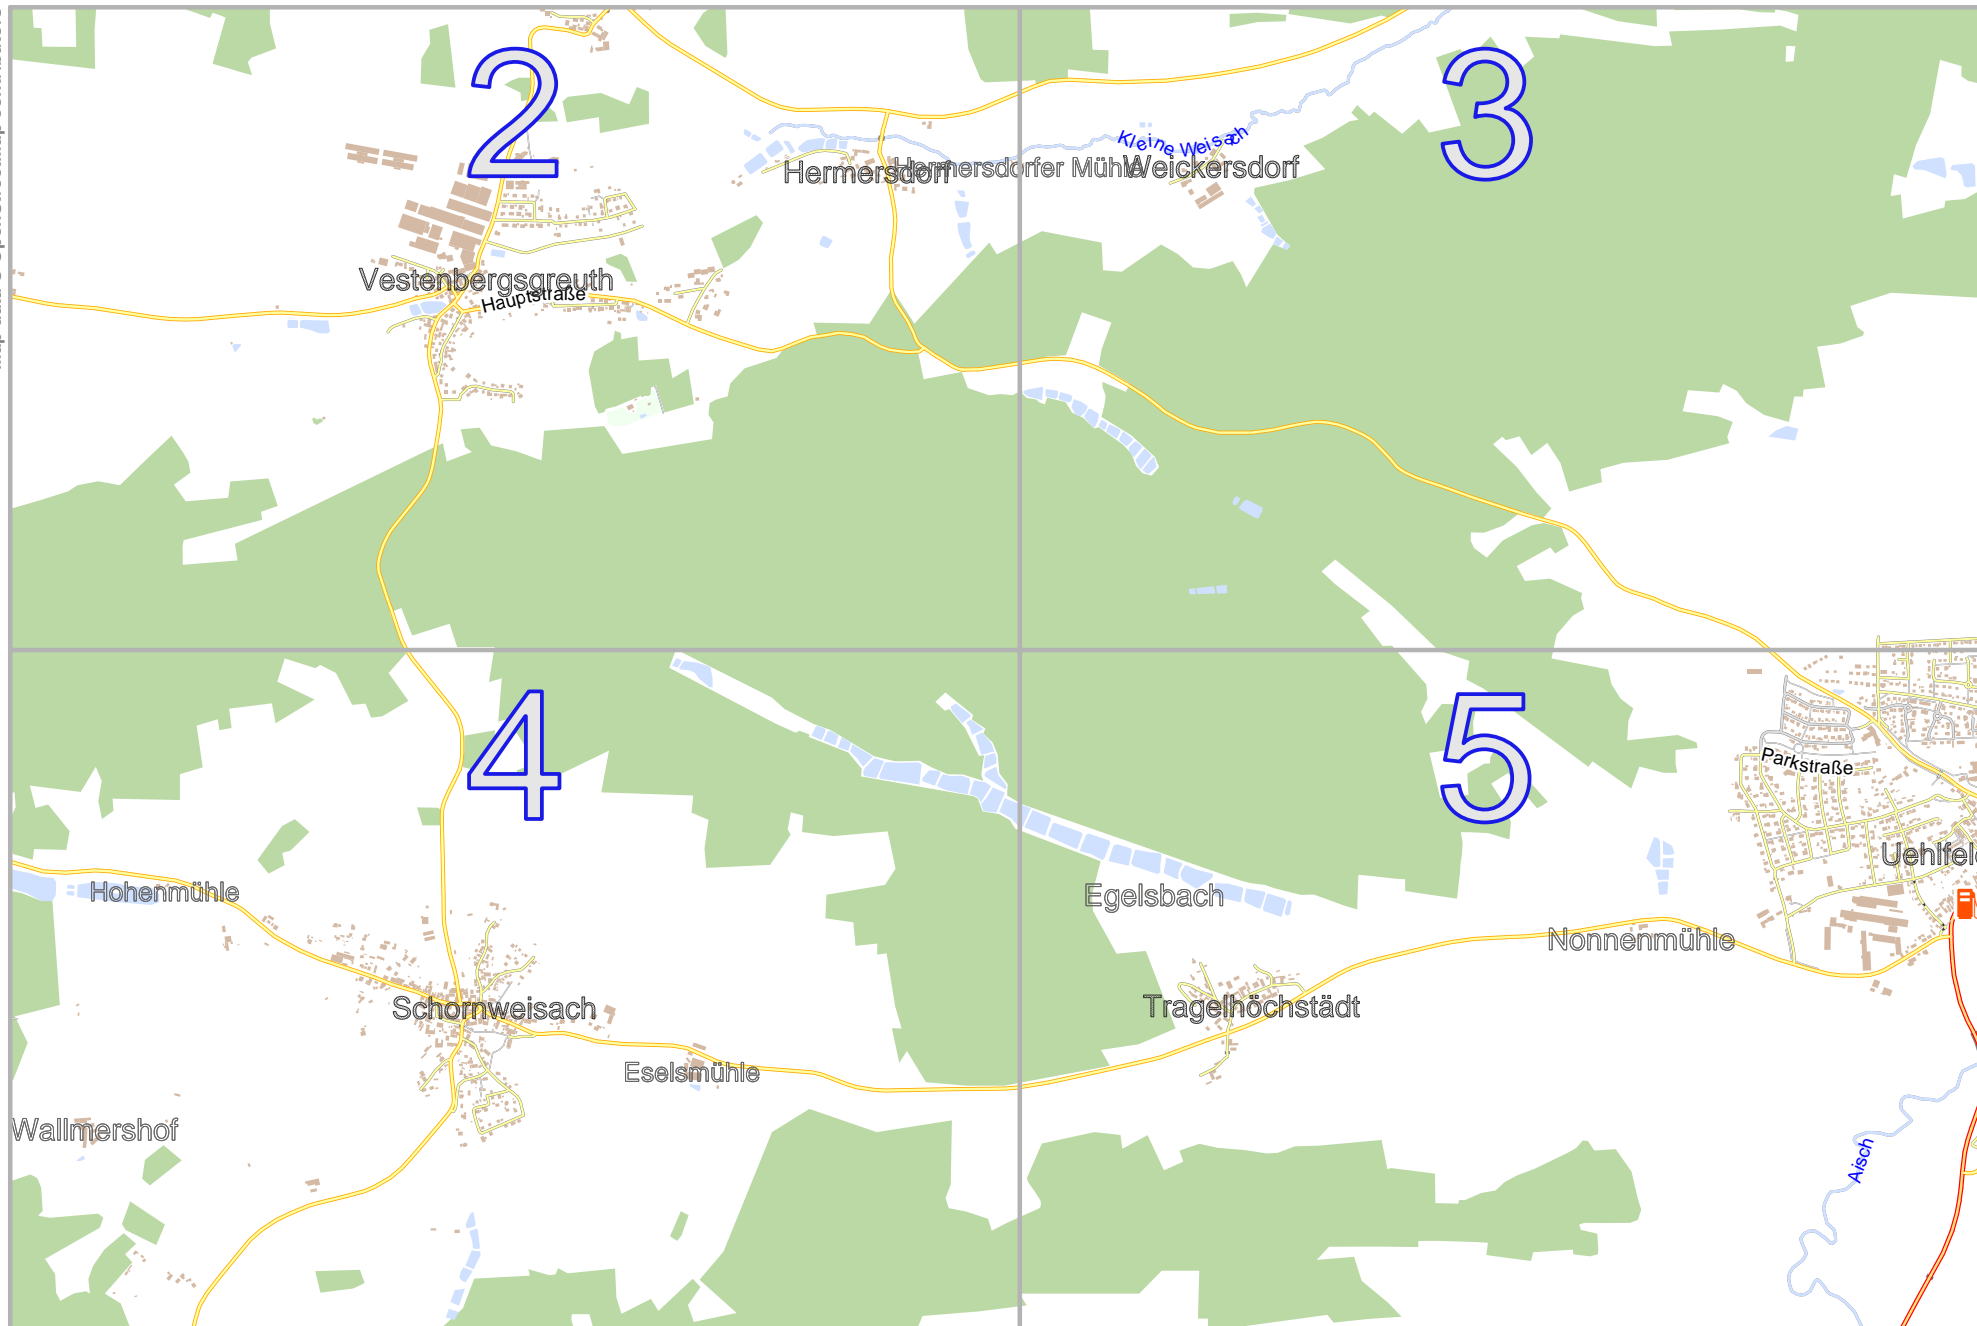 2
3
Kleine Weisach
Hermersdorf
Hermersdorfer Mühle
Weickersdorf
Vestenbergsgreuth
Hauptstraße
4
5
Parkstraße
Uehlfeld
Hohenmühle
Egelsbach
Nonnenmühle
Schornweisach
Tragelhöchstädt
Eselsmühle
Wallmershof
Aisch